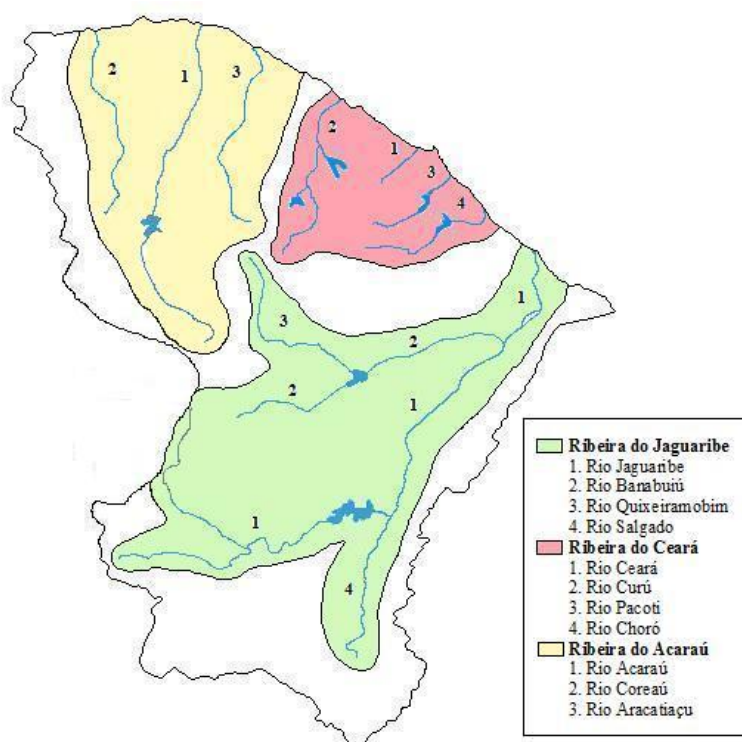 2
1
3
2
1
3
4
1
3
2
2
1
1
4
Ribeira do Jaguaribe
1. Rio Jaguaribe
2. Rio Banabuiú
3. Rio Quixeiramobim
4. Rio Salgado
Ribeira do Ceará
1. Rio Ceará
2. Rio Curú
3. Rio Pacoti
4. Rio Choró
Ribeira do Acaraú
1. Rio Acaraú
2. Rio Coreaú
3. Rio Aracatiaçu